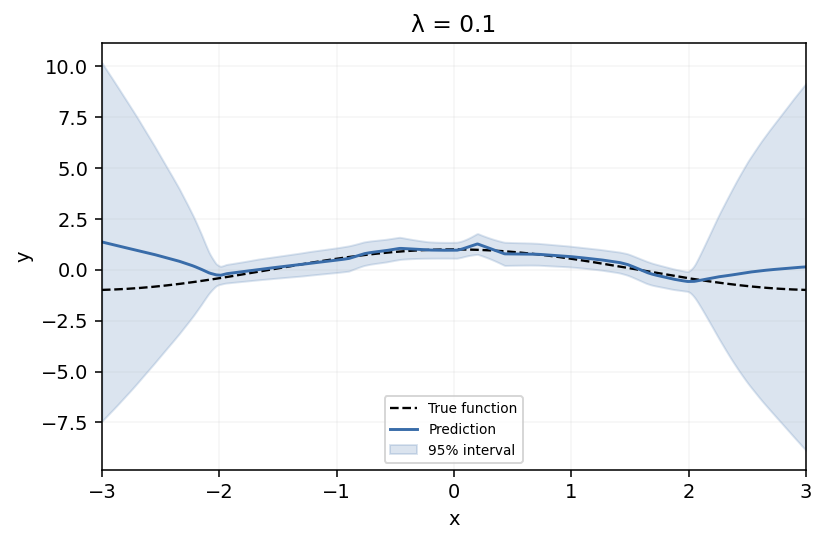 λ = 0.1
10.0
7.5
5.0
2.5
0.0
−2.5
−5.0
−7.5
y
True function
Prediction
95% interval
−3 −2 −1 0 1 2 3
x